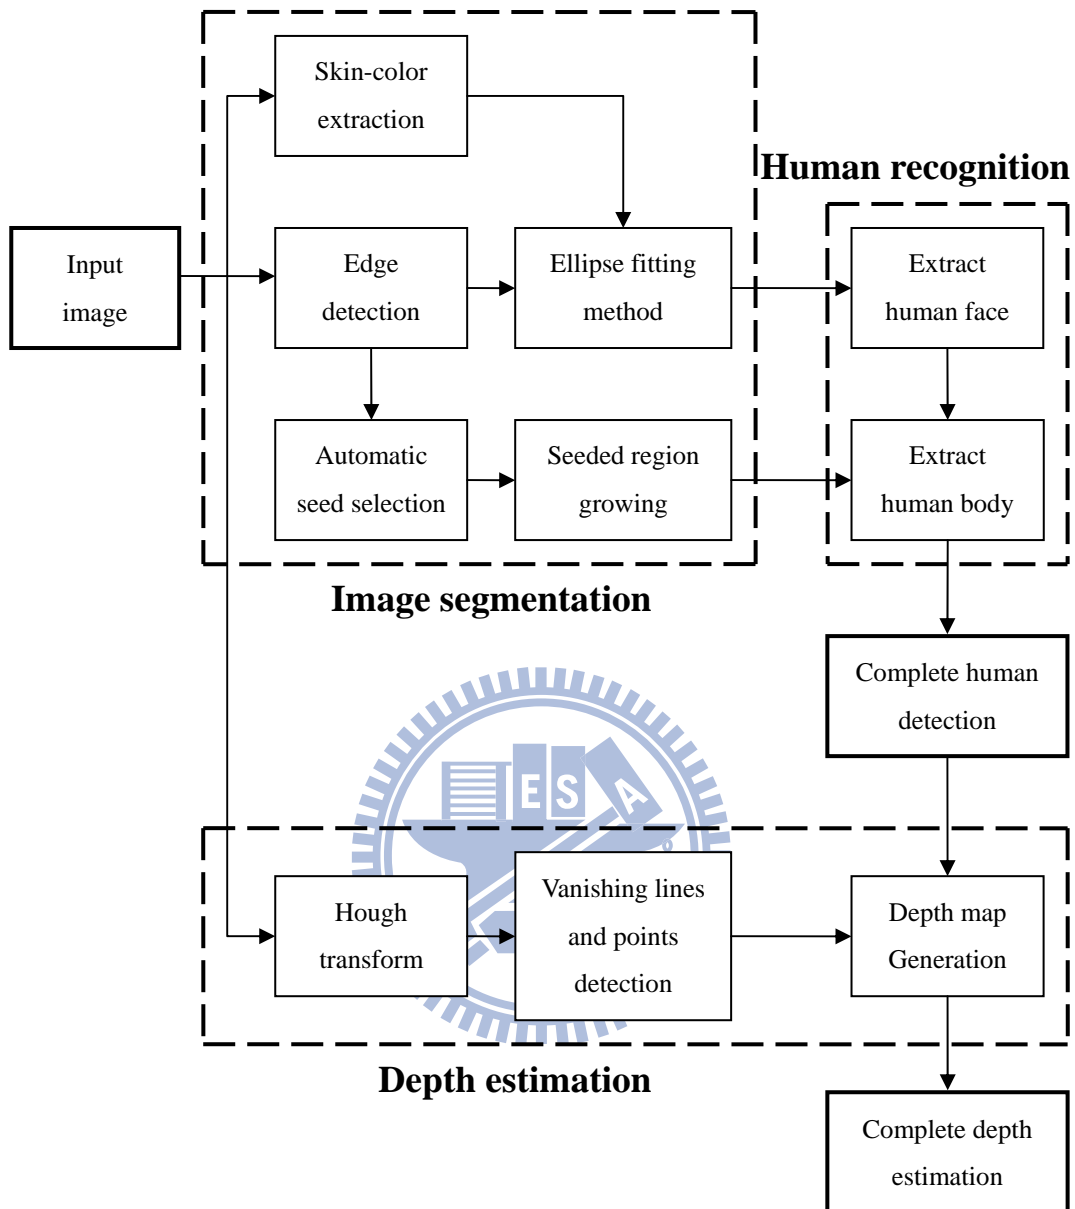 Skin-color
extraction
Human recognition
Input
image
Edge
detection
Ellipse fitting
method
Extract
human face
Automatic
seed selection
Seeded region
growing
Extract
human body
Image segmentation
Complete human
detection
E S A
Hough
transform
Vanishing lines
and points
detection
Depth map
Generation
Depth estimation
Complete depth
estimation